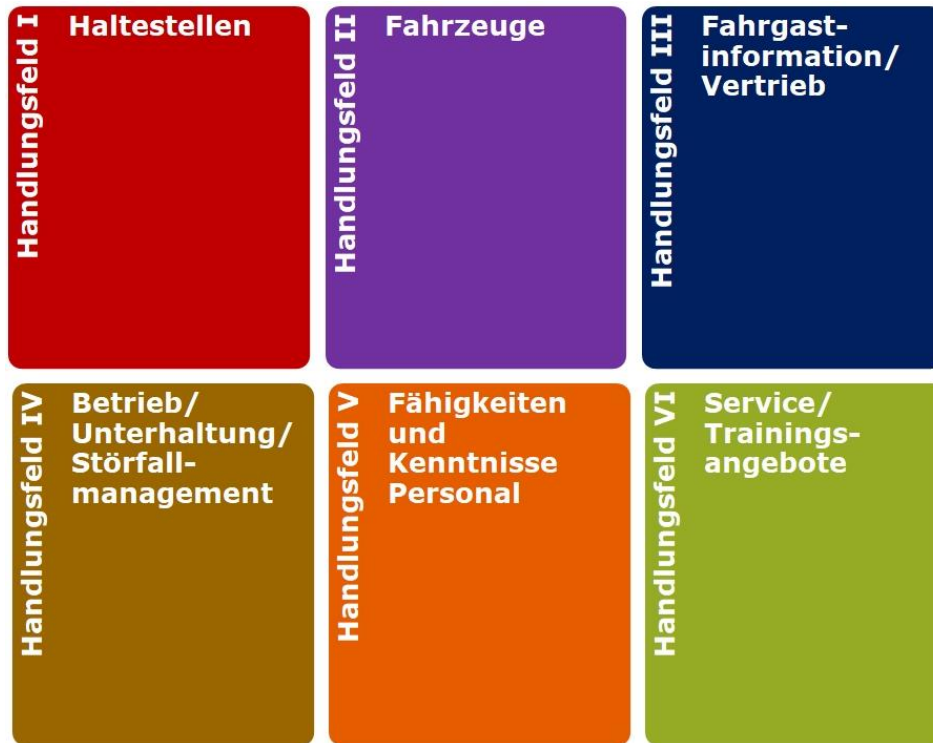 Handlungsfeld I
Haltestellen
Handlungsfeld II
Fahrzeuge
Handlungsfeld III
Fahrgast-
information/
Vertrieb
Handlungsfeld IV
Betrieb/
Unterhaltung/
Störfall-
management
Handlungsfeld V
Fähigkeiten
und
Kenntnisse
Personal
Handlungsfeld VI
Service/
Trainings-
angebote